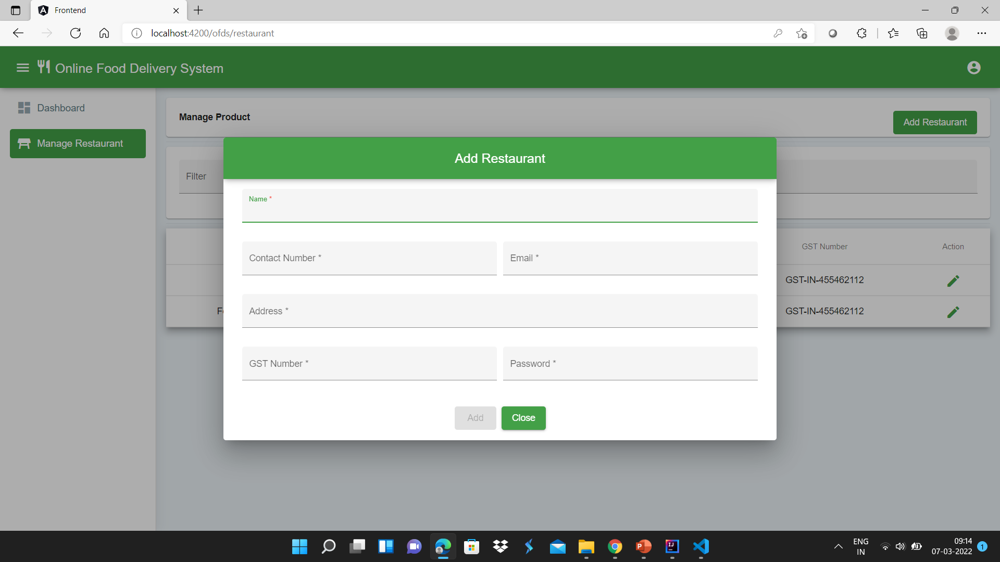 Frontend
localhost:4200/ofds/restaurant
Online Food Delivery System
Dashboard
Manage Restaurant
Manage Product
Add Restaurant
Filter
GST Number Action
GST-IN-455462112
GST-IN-455462112
Add Restaurant
Name *
Contact Number * Email *
Address *
GST Number * Password *
Add Close
ENG
IN
09:14
07-03-2022
1